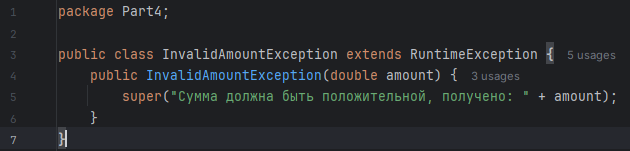 1 package Part4;
2
3 public class InvalidAmountException extends RuntimeException { 5 usages
4 public InvalidAmountException(double amount) { 3 usages
5 super("Сумма должна быть положительной, получено: " + amount);
6 }
7 }